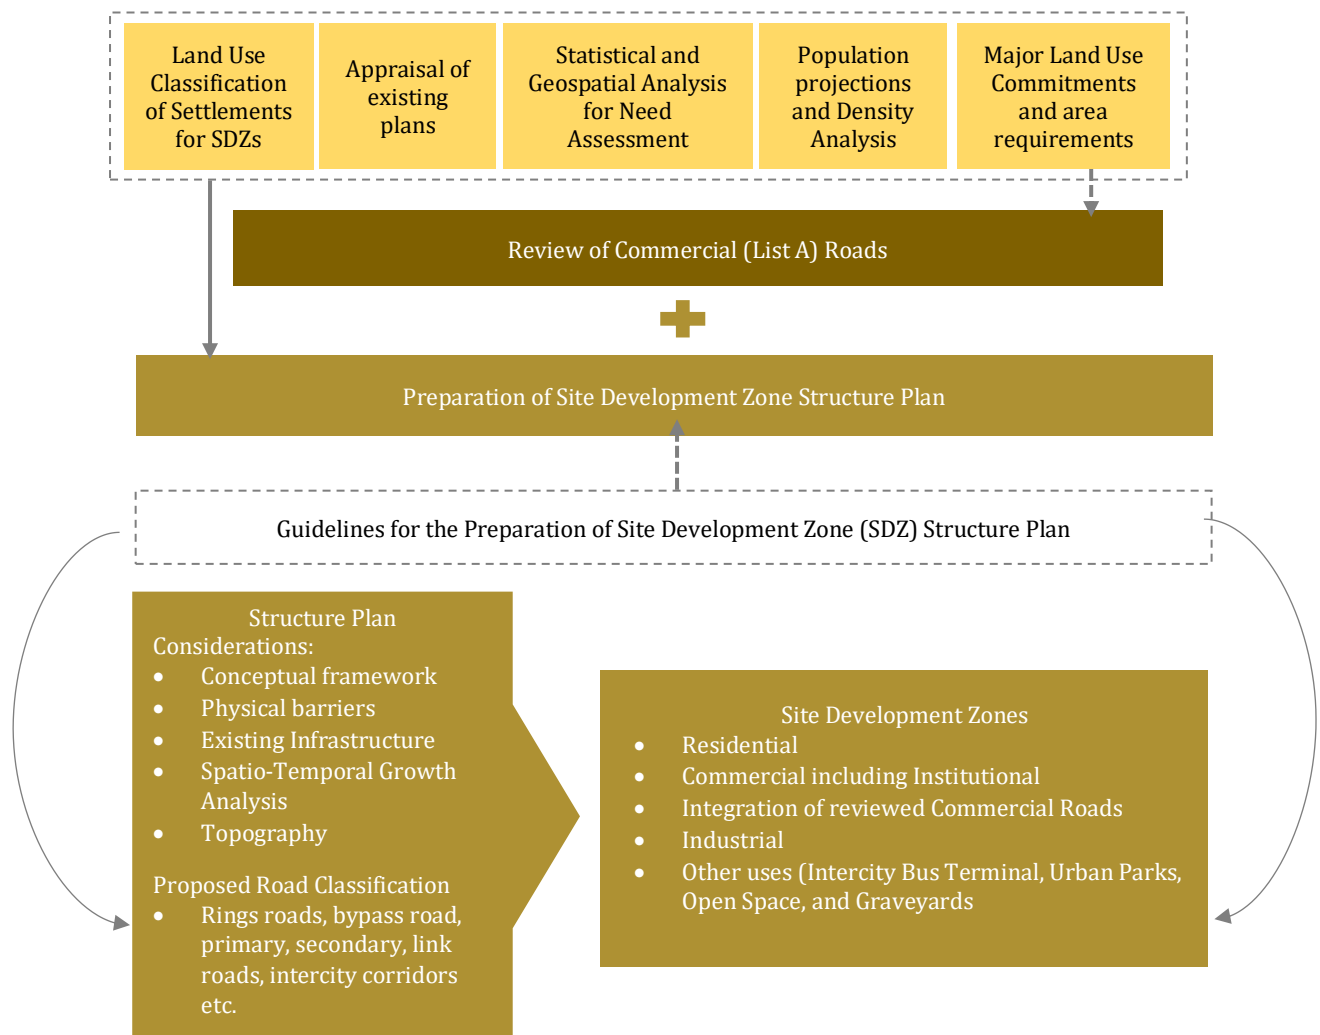 Land Use
Classification
of Settlements
for SDZs
Appraisal of
existing
plans
Statistical and
Geospatial Analysis
for Need
Assessment
Population
projections
and Density
Analysis
Major Land Use
Commitments
and area
requirements
Review of Commercial (List A) Roads
Preparation of Site Development Zone Structure Plan
Guidelines for the Preparation of Site Development Zone (SDZ) Structure Plan
Structure Plan
Considerations:
• Conceptual framework
• Physical barriers
• Existing Infrastructure
• Spatio-Temporal Growth
Analysis
• Topography
Proposed Road Classification
• Rings roads, bypass road,
primary, secondary, link
roads, intercity corridors
etc.
Site Development Zones
• Residential
• Commercial including Institutional
• Integration of reviewed Commercial Roads
• Industrial
• Other uses (Intercity Bus Terminal, Urban Parks,
Open Space, and Graveyards